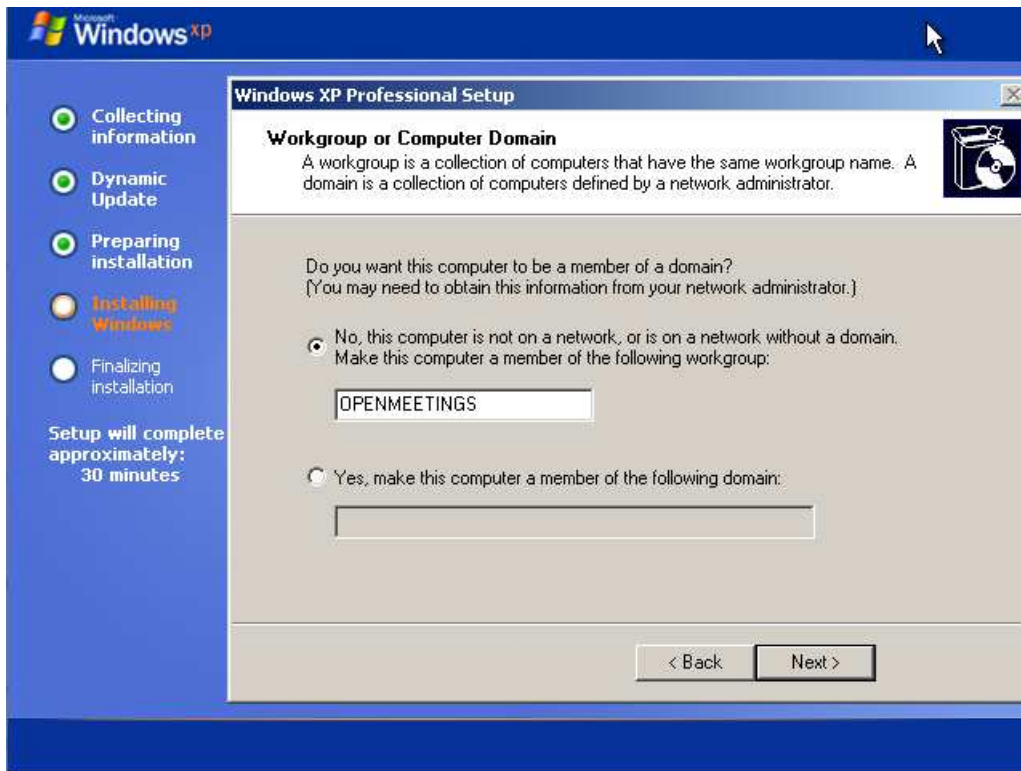 Microsoft
Windows xp
Collecting
information
Dynamic
Update
Preparing
installation
Installing
Windows
Finalizing
installation
Setup will complete
approximately:
30 minutes
Windows XP Professional Setup
Workgroup or Computer Domain
A workgroup is a collection of computers that have the same workgroup name. A
domain is a collection of computers defined by a network administrator.
Do you want this computer to be a member of a domain?
(You may need to obtain this information from your network administrator.)
No, this computer is not on a network, or is on a network without a domain.
Make this computer a member of the following workgroup:
OPENMEETINGS
Yes, make this computer a member of the following domain:
< Back
Next >